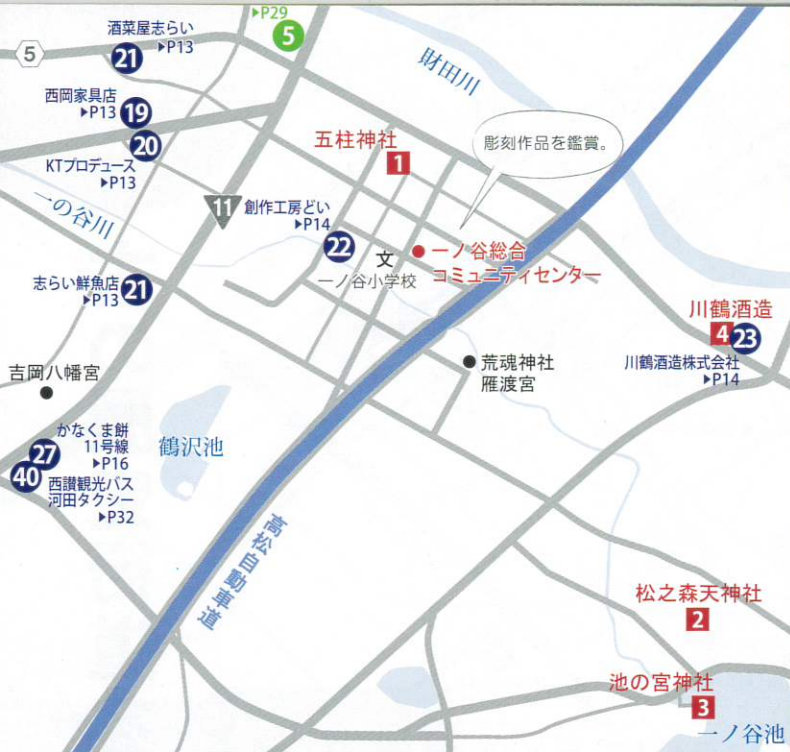 ▶P29
5
酒菜屋志らい
▶P13
21
5
財田川
西岡家具店
▶P13
19
20
KTプロデュース
▶P13
五柱神社
1
彫刻作品を鑑賞。
一の谷川
11
創作工房どい
▶P14
22
文
一ノ谷小学校
一ノ谷総合
コミュニティセンター
志らい鮮魚店
▶P13
21
川鶴酒造
4
23
川鶴酒造株式会社
▶P14
荒魂神社
雁渡宮
吉岡八幡宮
かなくま餅
11号線
▶P16
27
40
西讃観光バス
河田タクシー
▶P32
鶴沢池
高松自動車道
松之森天神社
2
池の宮神社
3
一ノ谷池